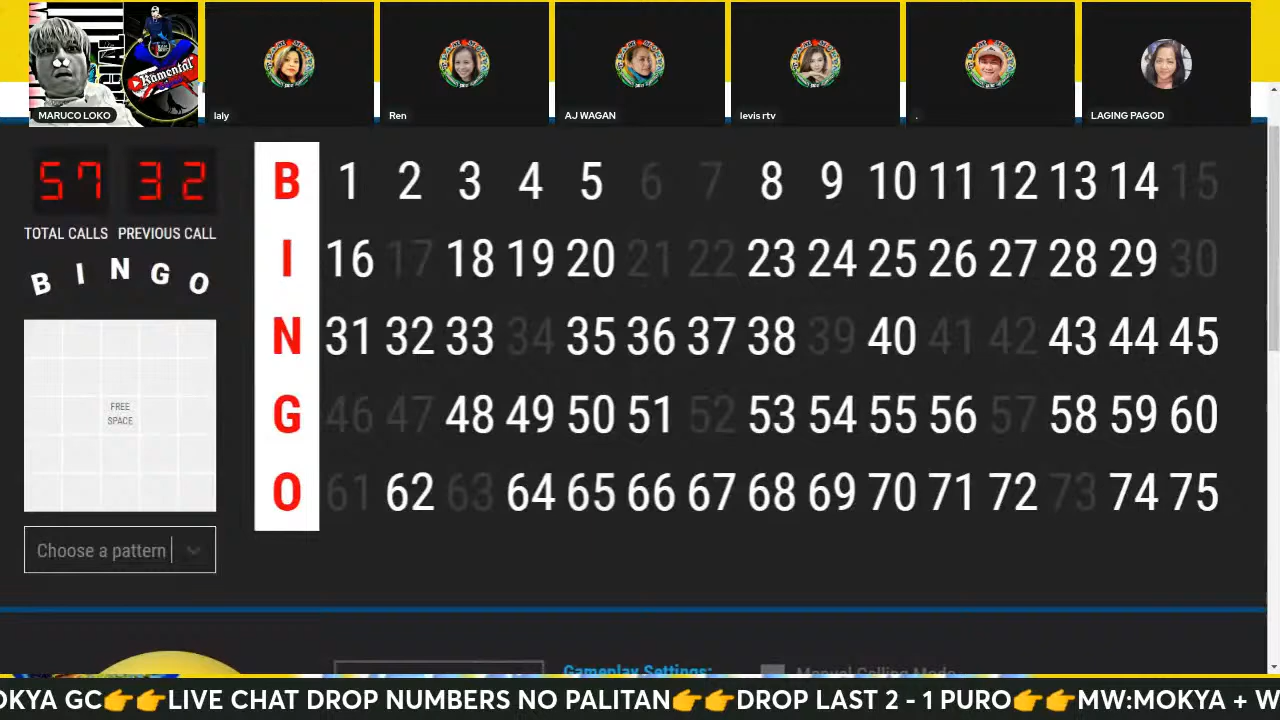 MARUCO LOKO
laly
Ren
AJ WAGAN
levis rtv
.
LAGING PAGOD
Ramental
57 32
TOTAL CALLS PREVIOUS CALL
B I N G O
FREE
SPACE
Choose a pattern
B 1 2 3 4 5 6 7 8 9 10 11 12 13 14 15
I 16 17 18 19 20 21 22 23 24 25 26 27 28 29 30
N 31 32 33 34 35 36 37 38 39 40 41 42 43 44 45
G 46 47 48 49 50 51 52 53 54 55 56 57 58 59 60
O 61 62 63 64 65 66 67 68 69 70 71 72 73 74 75
Gameplay Settings:
Manual Calling Mode
OKYA GC👉👉LIVE CHAT DROP NUMBERS NO PALITAN👉👉DROP LAST 2 - 1 PURO👉👉MW:MOKYA + W